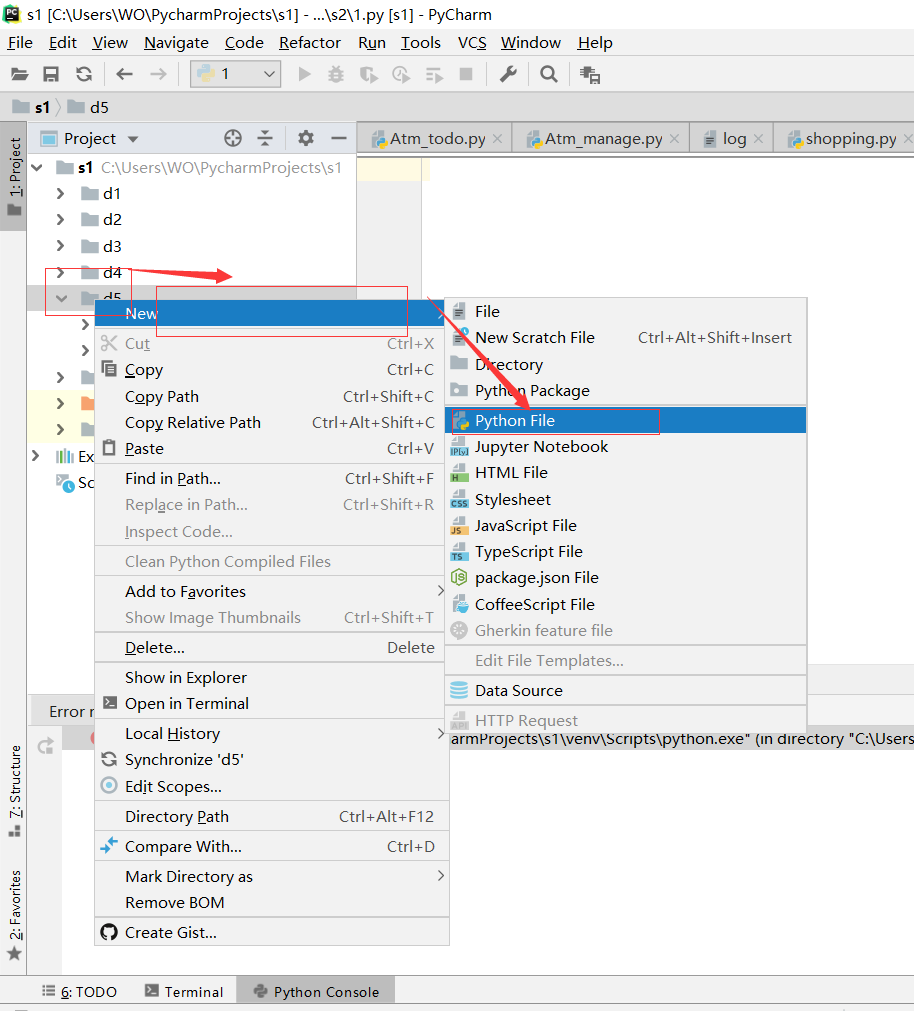 s1 [C:\Users\WO\PycharmProjects\s1] - ...\s2\1.py [s1] - PyCharm
File Edit View Navigate Code Refactor Run Tools VCS Window Help
1
s1 d5
1: Project
Project
Atm_todo.py Atm_manage.py log shopping.py
s1 C:\Users\WO\PycharmProjects\s1
d1
d2
d3
d4
d5
New
Cut Ctrl+X
Copy Ctrl+C
Copy Path Ctrl+Shift+C
Copy Relative Path Ctrl+Alt+Shift+C
Paste Ctrl+V
Find in Path... Ctrl+Shift+F
Replace in Path... Ctrl+Shift+R
Inspect Code...
Clean Python Compiled Files
Add to Favorites
Show Image Thumbnails Ctrl+Shift+T
Delete... Delete
Show in Explorer
Open in Terminal
Local History
Synchronize 'd5'
Edit Scopes...
Directory Path Ctrl+Alt+F12
Compare With... Ctrl+D
Mark Directory as
Remove BOM
Create Gist...
File
New Scratch File Ctrl+Alt+Shift+Insert
Directory
Python Package
Python File
Jupyter Notebook
HTML File
Stylesheet
JavaScript File
TypeScript File
package.json File
CoffeeScript File
Gherkin feature file
Edit File Templates...
Data Source
HTTP Request
Ex
Sc
Error r
armProjects\s1\venv\Scripts\python.exe" (in directory "C:\Users
7: Structure
2: Favorites
6: TODO Terminal Python Console